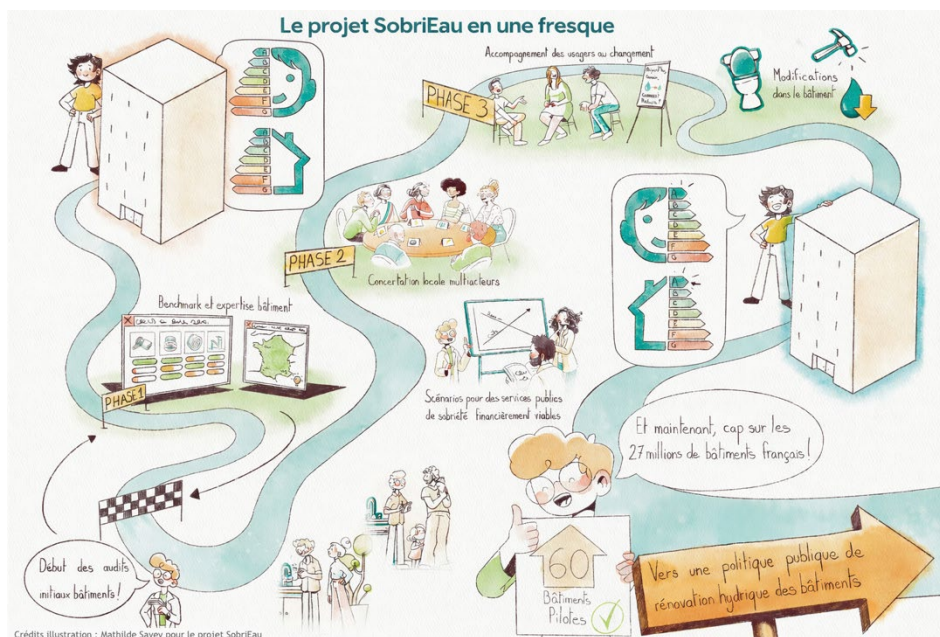 Le projet SobriEau en une fresque
Accompagnement des usagers au changement
PHASE 3
Modifications
dans le bâtiment
A
B
C
D
E
F
G
PHASE 2
Concertation locale multiacteurs
Benchmark et expertise bâtiment
PHASE 1
Scénarios pour des services publics
de sobriété financièrement viables
A
B
C
D
E
F
G
A
B
C
D
E
F
G
Et maintenant, cap sur les
27 millions de bâtiments français !
Début des audits
initiaux bâtiments !
60
Bâtiments
Pilotes
Vers une politique publique de
rénovation hydrique des bâtiments
Crédits illustration : Mathilde Savey pour le projet SobriEau